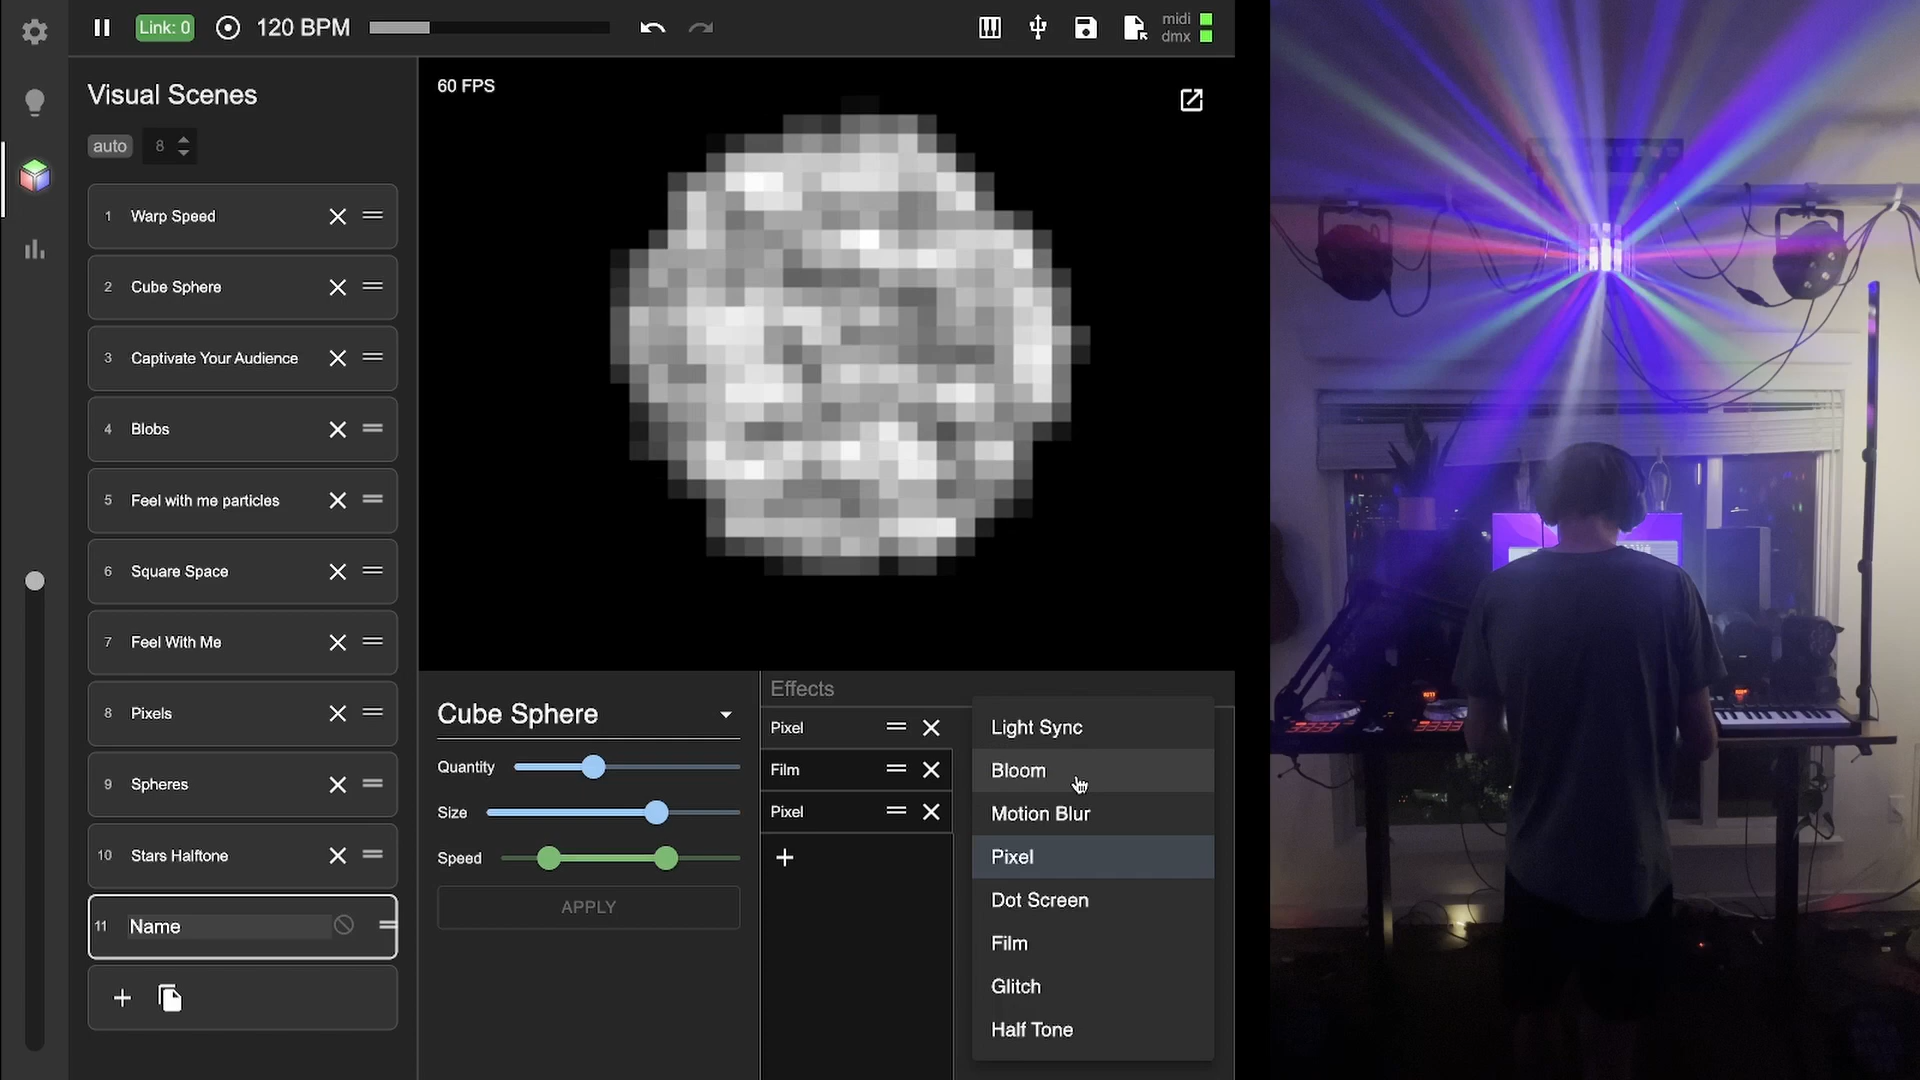 Link: 0
120 BPM
midi
dmx
Visual Scenes
auto
8
1 Warp Speed
2 Cube Sphere
3 Captivate Your Audience
4 Blobs
5 Feel with me particles
6 Square Space
7 Feel With Me
8 Pixels
9 Spheres
10 Stars Halftone
11 Name
60 FPS
Cube Sphere
Quantity
Size
Speed
APPLY
Effects
Pixel
Film
Pixel
Light Sync
Bloom
Motion Blur
Pixel
Dot Screen
Film
Glitch
Half Tone